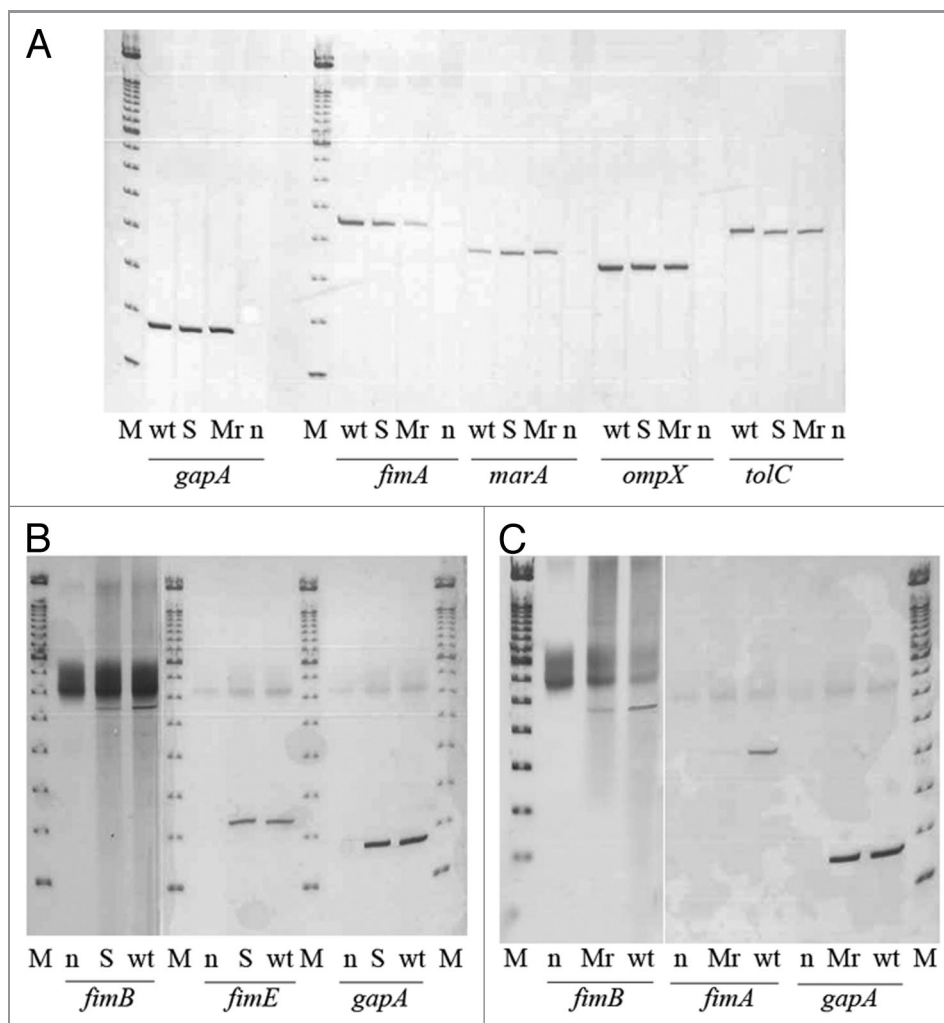 A
M wt S Mr n M wt S Mr n wt S Mr n wt S Mr n wt S Mr n
gapA fimA marA ompX tolC
B
M n S wt M n S wt M n S wt M
fimB fimE gapA
C
M n Mr wt n Mr wt n Mr wt M
fimB fimA gapA